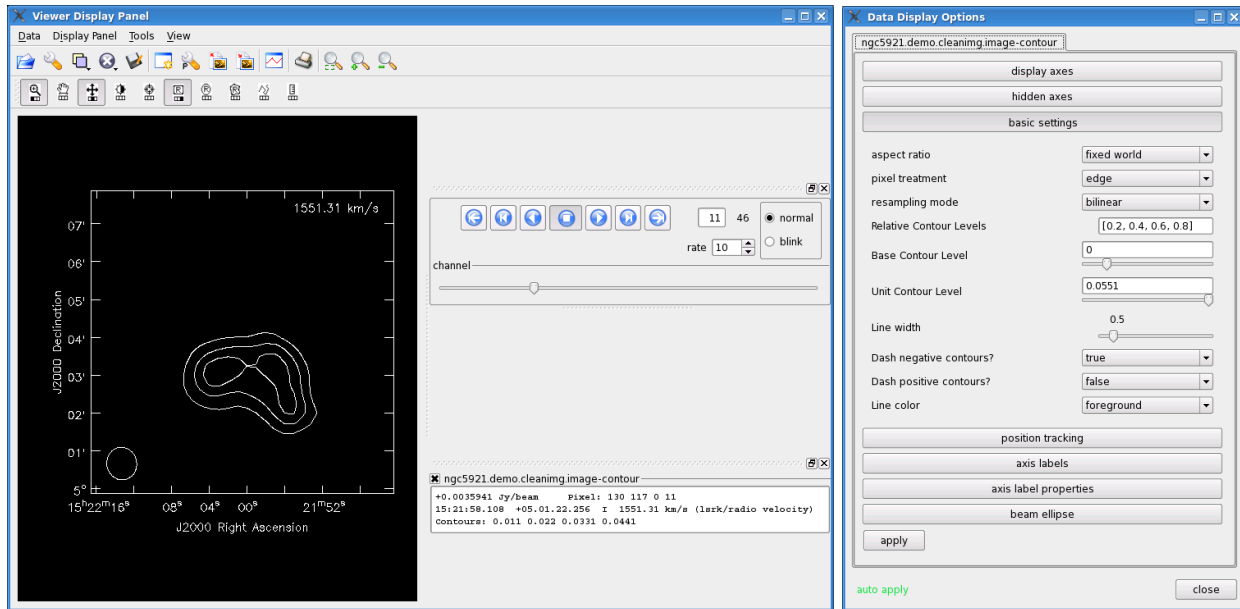 Viewer Display Panel
Data Display Panel Tools View
1551.31 km/s
07'
06'
05'
04'
03'
02'
01'
5°
J2000 Declination
15ʰ22ᵐ16ˢ 08ˢ 04ˢ 00ˢ 21ᵐ52ˢ
J2000 Right Ascension
11 46 normal
rate 10 blink
channel
ngc5921.demo.cleanimg.image-contour
+0.0035941 Jy/beam Pixel: 130 117 0 11
15:21:58.108 +05.01.22.256 I 1551.31 km/s (lsrk/radio velocity)
Contours: 0.011 0.022 0.0331 0.0441
Data Display Options
ngc5921.demo.cleanimg.image-contour
display axes
hidden axes
basic settings
aspect ratio fixed world
pixel treatment edge
resampling mode bilinear
Relative Contour Levels [0.2, 0.4, 0.6, 0.8]
Base Contour Level 0
Unit Contour Level 0.0551
Line width 0.5
Dash negative contours? true
Dash positive contours? false
Line color foreground
position tracking
axis labels
axis label properties
beam ellipse
apply
auto apply close